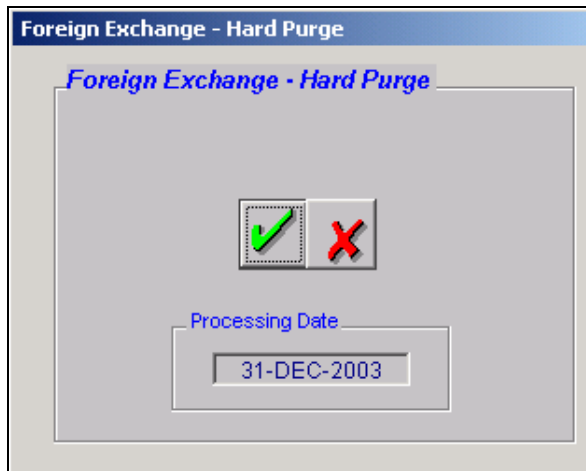 Foreign Exchange - Hard Purge
Foreign Exchange - Hard Purge
Processing Date
31-DEC-2003